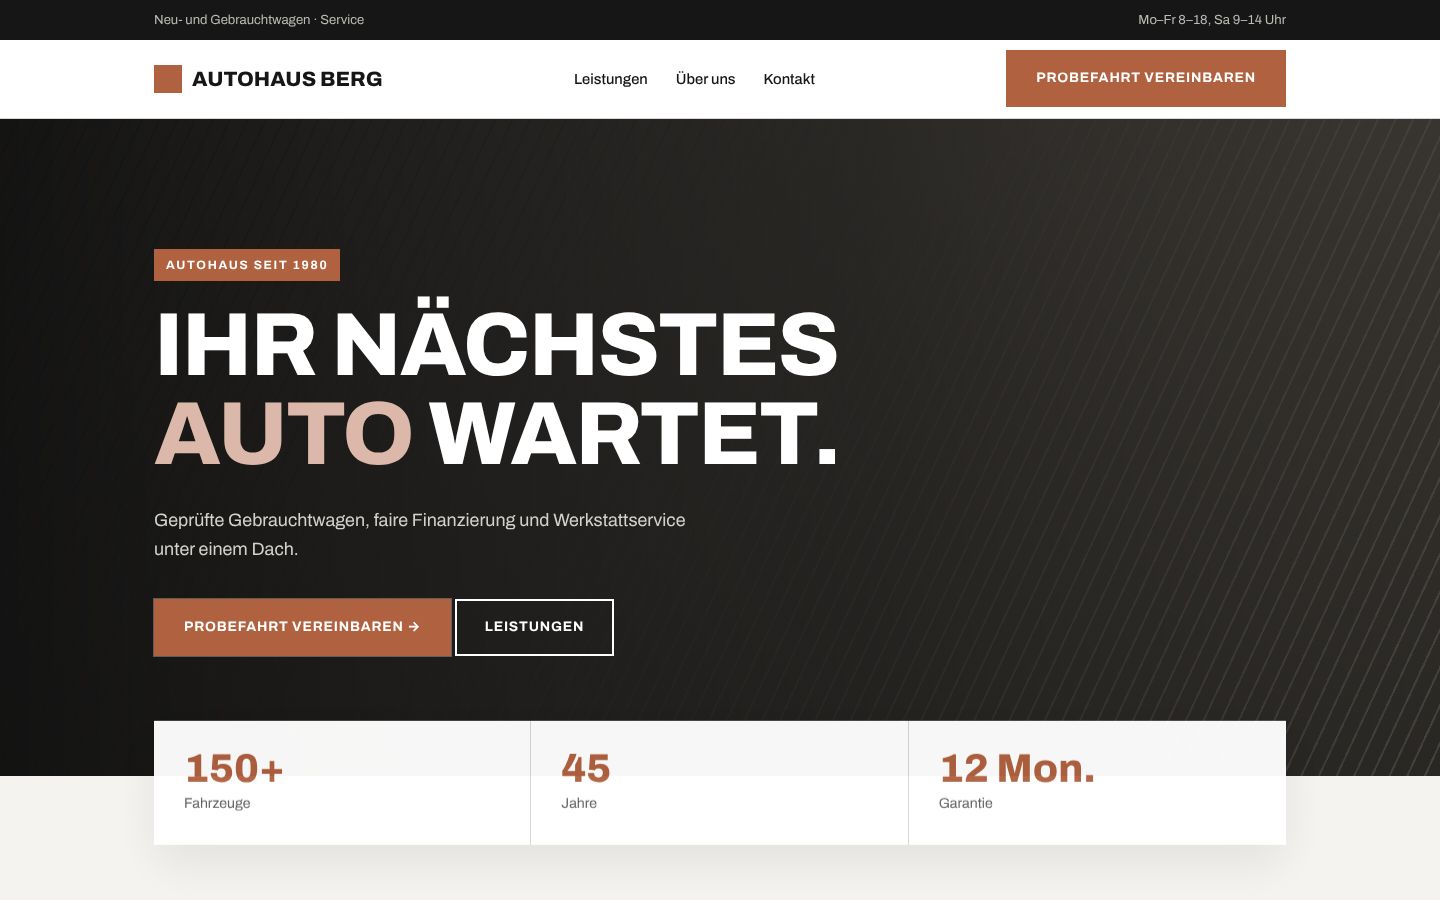 Neu- und Gebrauchtwagen · Service
Mo–Fr 8–18, Sa 9–14 Uhr
AUTOHAUS BERG
Leistungen
Über uns
Kontakt
PROBEFAHRT VEREINBAREN
AUTOHAUS SEIT 1980
IHR NÄCHSTES
AUTO WARTET.
Geprüfte Gebrauchtwagen, faire Finanzierung und Werkstattservice
unter einem Dach.
PROBEFAHRT VEREINBAREN →
LEISTUNGEN
150+
Fahrzeuge
45
Jahre
12 Mon.
Garantie